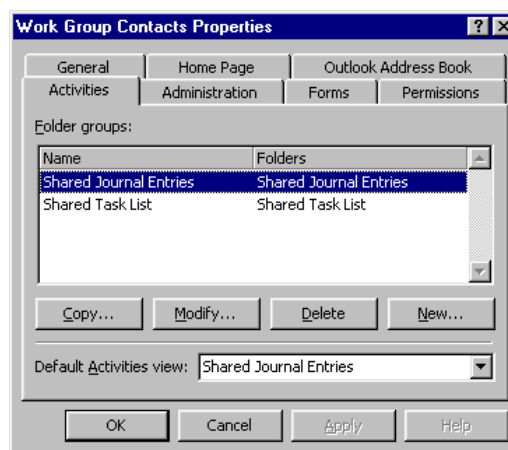 Work Group Contacts Properties
General Home Page Outlook Address Book
Activities Administration Forms Permissions
Folder groups:
Name Folders
Shared Journal Entries Shared Journal Entries
Shared Task List Shared Task List
Copy... Modify... Delete New...
Default Activities view: Shared Journal Entries
OK Cancel Apply Help